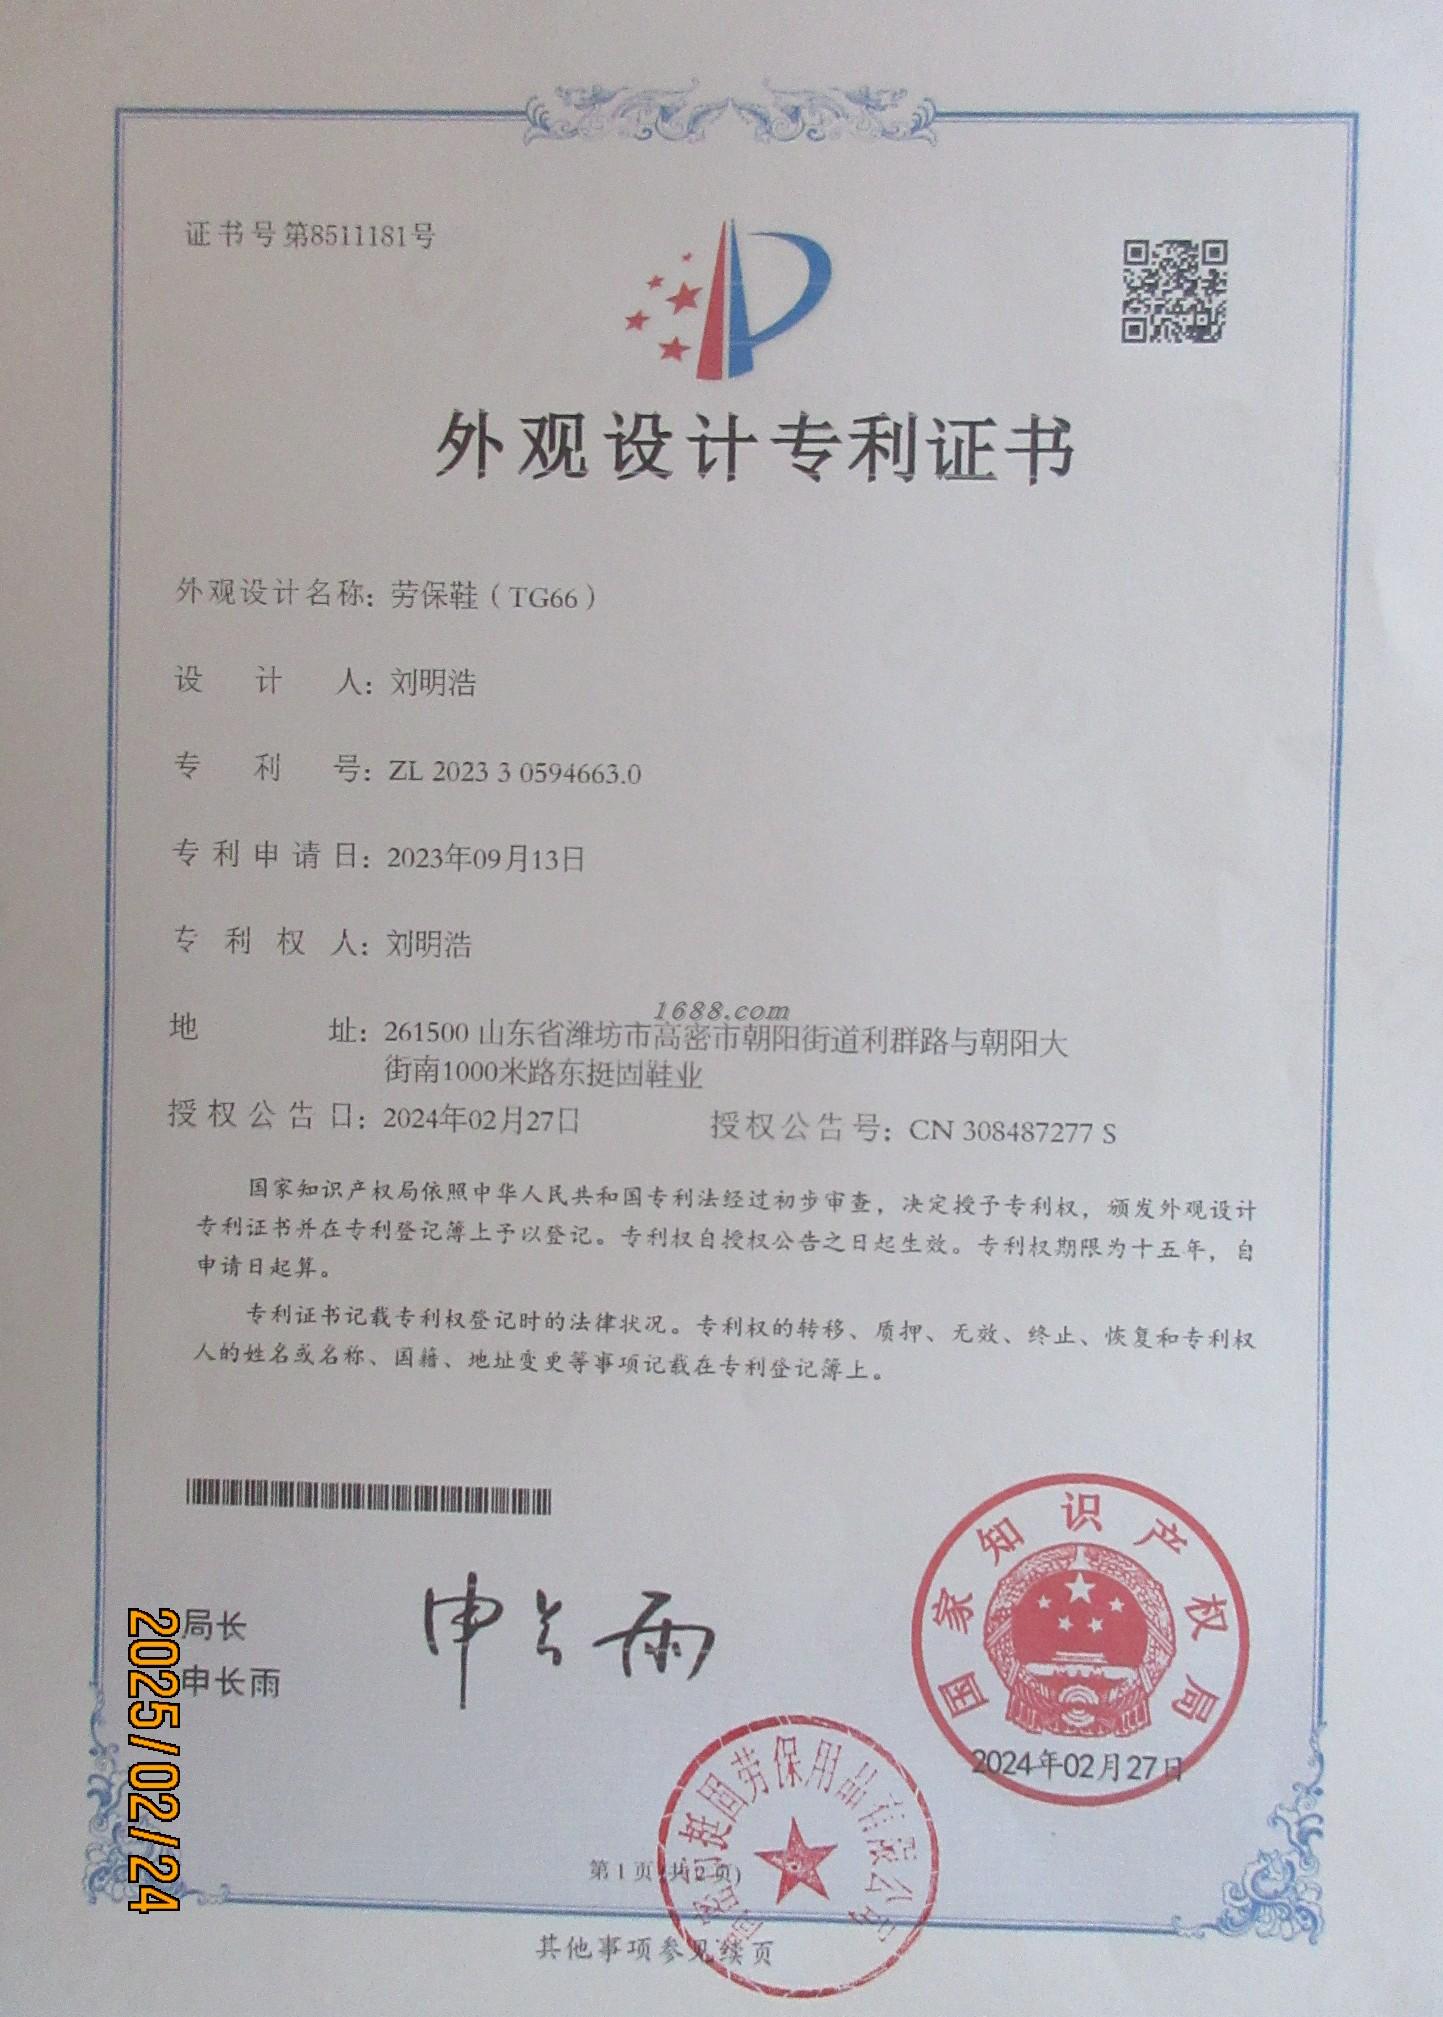 证书号第8511181号
外观设计专利证书
外观设计名称：劳保鞋（TG66）
设计人：刘明浩
专利号：ZL 2023 3 0594663.0
专利申请日：2023年09月13日
专利权人：刘明浩
1688.com
地址：261500 山东省潍坊市高密市朝阳街道利群路与朝阳大
街南1000米路东挺固鞋业
授权公告日：2024年02月27日 授权公告号：CN 308487277 S
国家知识产权局依照中华人民共和国专利法经过初步审查，决定授予专利权，颁发外观设计
专利证书并在专利登记簿上予以登记。专利权自授权公告之日起生效。专利权期限为十五年，自
申请日起算。
专利证书记载专利权登记时的法律状况。专利权的转移、质押、无效、终止、恢复和专利权
人的姓名或名称、国籍、地址变更等事项记载在专利登记簿上。
局长
申长雨
申长雨
国家知识产权局
2024年02月27日
2025/02/24
挺固劳保用品有限公司
第1页(共2页)
其他事项参见续页